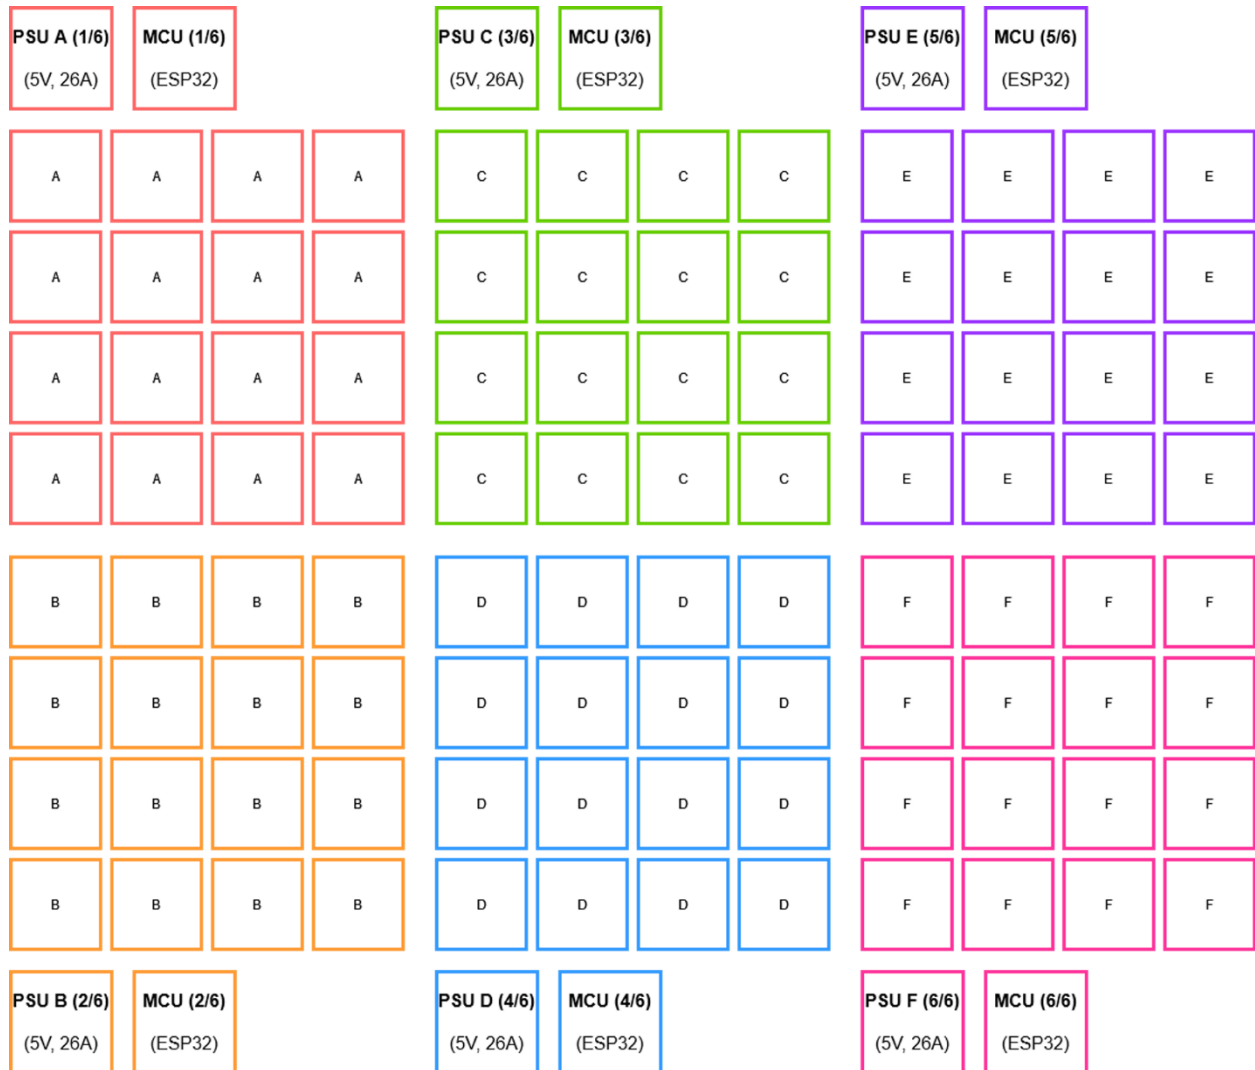 PSU A (1/6) MCU (1/6) PSU C (3/6) MCU (3/6) PSU E (5/6) MCU (5/6)
(5V, 26A) (ESP32) (5V, 26A) (ESP32) (5V, 26A) (ESP32)
A A A A C C C C E E E E
A A A A C C C C E E E E
A A A A C C C C E E E E
A A A A C C C C E E E E
B B B B D D D D F F F F
B B B B D D D D F F F F
B B B B D D D D F F F F
B B B B D D D D F F F F
PSU B (2/6) MCU (2/6) PSU D (4/6) MCU (4/6) PSU F (6/6) MCU (6/6)
(5V, 26A) (ESP32) (5V, 26A) (ESP32) (5V, 26A) (ESP32)